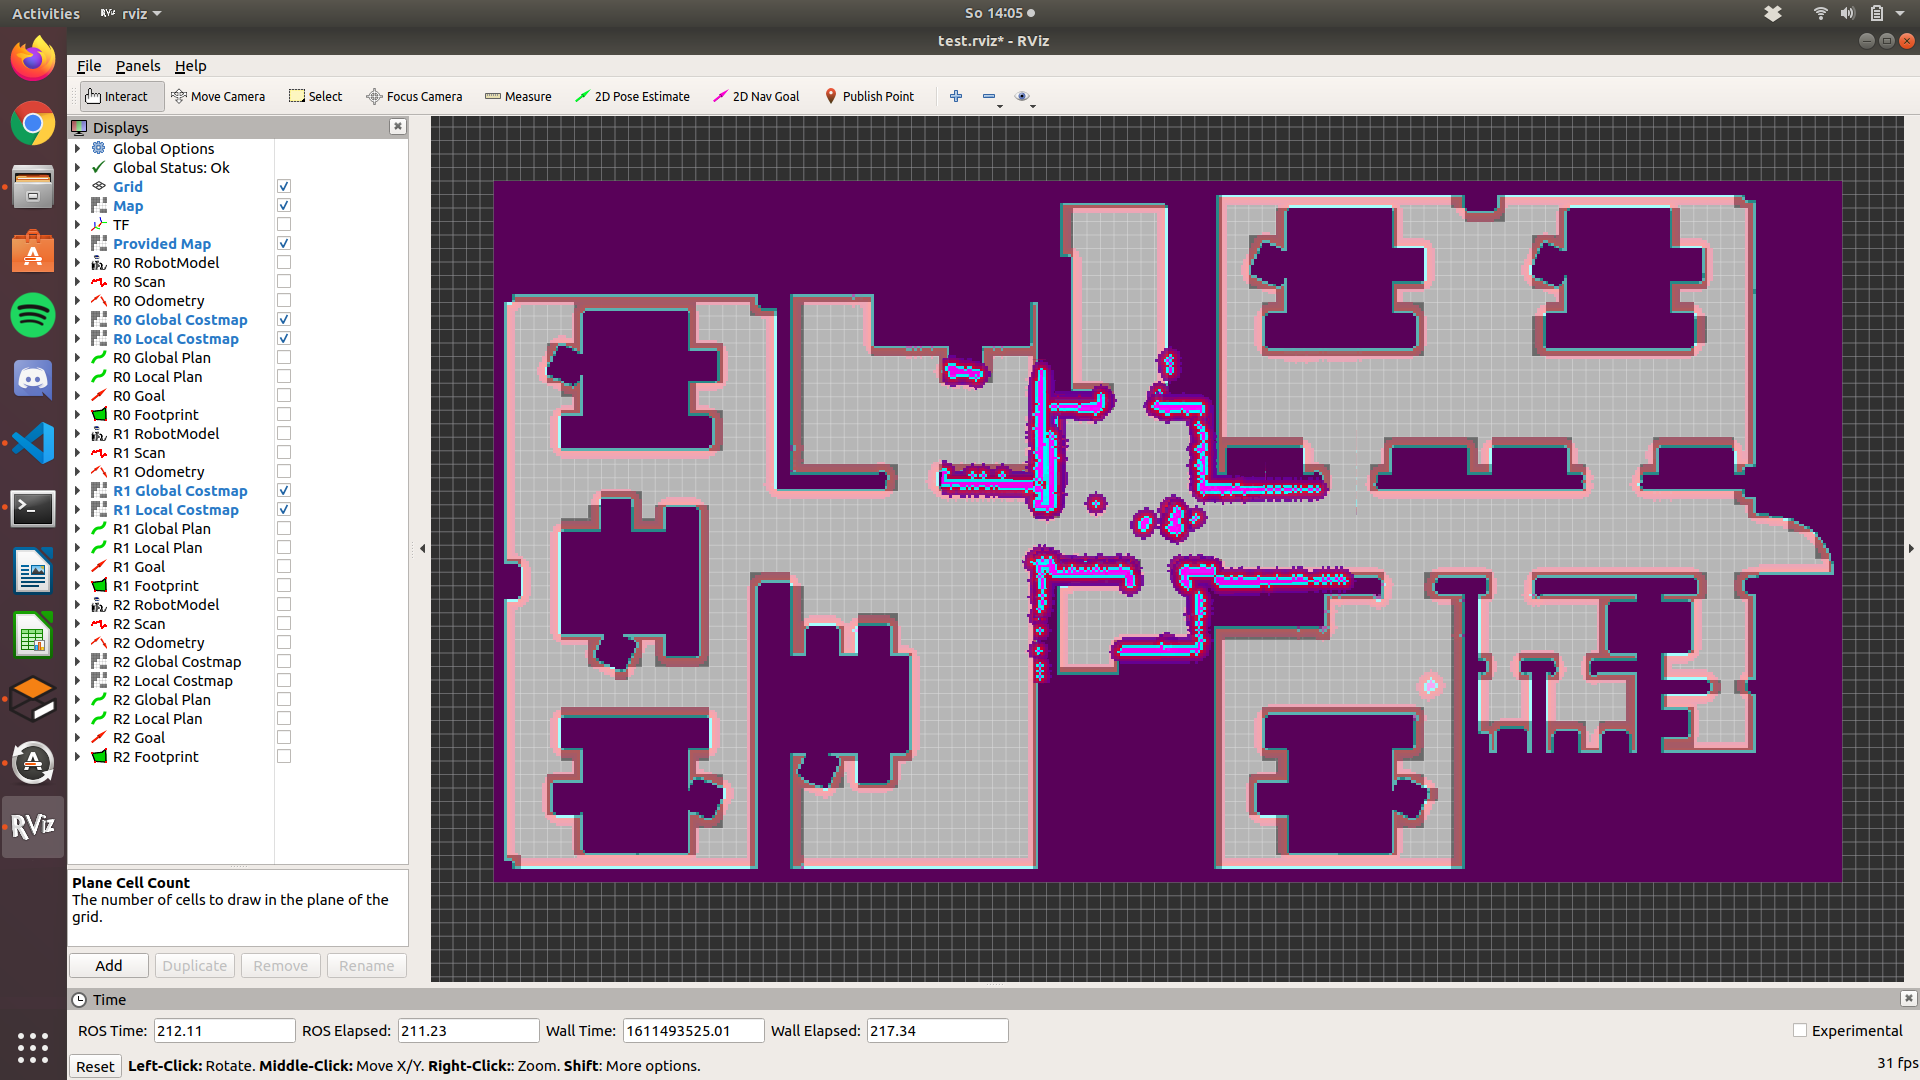 Activities
rviz
So 14:05
test.rviz* - RViz
File Panels Help
Interact Move Camera Select Focus Camera Measure 2D Pose Estimate 2D Nav Goal Publish Point
Displays
Global Options
Global Status: Ok
Grid
Map
TF
Provided Map
R0 RobotModel
R0 Scan
R0 Odometry
R0 Global Costmap
R0 Local Costmap
R0 Global Plan
R0 Local Plan
R0 Goal
R0 Footprint
R1 RobotModel
R1 Scan
R1 Odometry
R1 Global Costmap
R1 Local Costmap
R1 Global Plan
R1 Local Plan
R1 Goal
R1 Footprint
R2 RobotModel
R2 Scan
R2 Odometry
R2 Global Costmap
R2 Local Costmap
R2 Global Plan
R2 Local Plan
R2 Goal
R2 Footprint
RViz
Plane Cell Count
The number of cells to draw in the plane of the
grid.
Add Duplicate Remove Rename
Time
ROS Time: 212.11 ROS Elapsed: 211.23 Wall Time: 1611493525.01 Wall Elapsed: 217.34 Experimental
Reset Left-Click: Rotate. Middle-Click: Move X/Y. Right-Click:: Zoom. Shift: More options. 31 fps